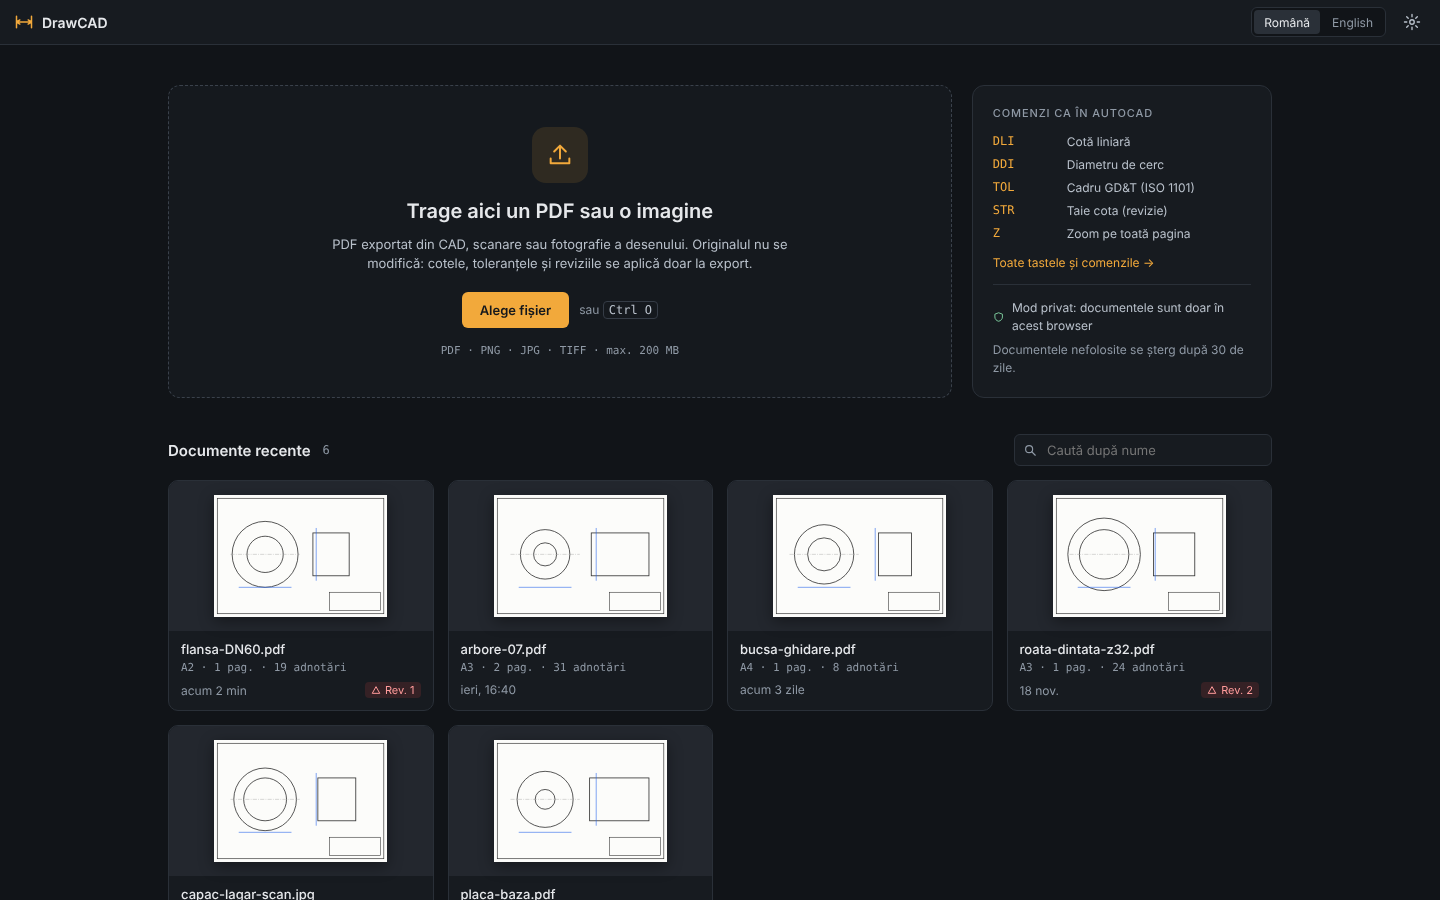 DrawCAD
Română
English
Trage aici un PDF sau o imagine
PDF exportat din CAD, scanare sau fotografie a desenului. Originalul nu se
modifică: cotele, toleranțele și reviziile se aplică doar la export.
Alege fișier
sau Ctrl O
PDF · PNG · JPG · TIFF · max. 200 MB
COMENZI CA ÎN AUTOCAD
DLI Cotă liniară
DDI Diametru de cerc
TOL Cadru GD&T (ISO 1101)
STR Taie cota (revizie)
Z Zoom pe toată pagina
Toate tastele și comenzile →
Mod privat: documentele sunt doar în
acest browser
Documentele nefolosite se șterg după 30 de
zile.
Documente recente 6
Caută după nume
flansa-DN60.pdf
A2 · 1 pag. · 19 adnotări
acum 2 min
△ Rev. 1
arbore-07.pdf
A3 · 2 pag. · 31 adnotări
ieri, 16:40
bucsa-ghidare.pdf
A4 · 1 pag. · 8 adnotări
acum 3 zile
roata-dintata-z32.pdf
A3 · 1 pag. · 24 adnotări
18 nov.
△ Rev. 2
capac-lagar-scan.jpg
placa-baza.pdf